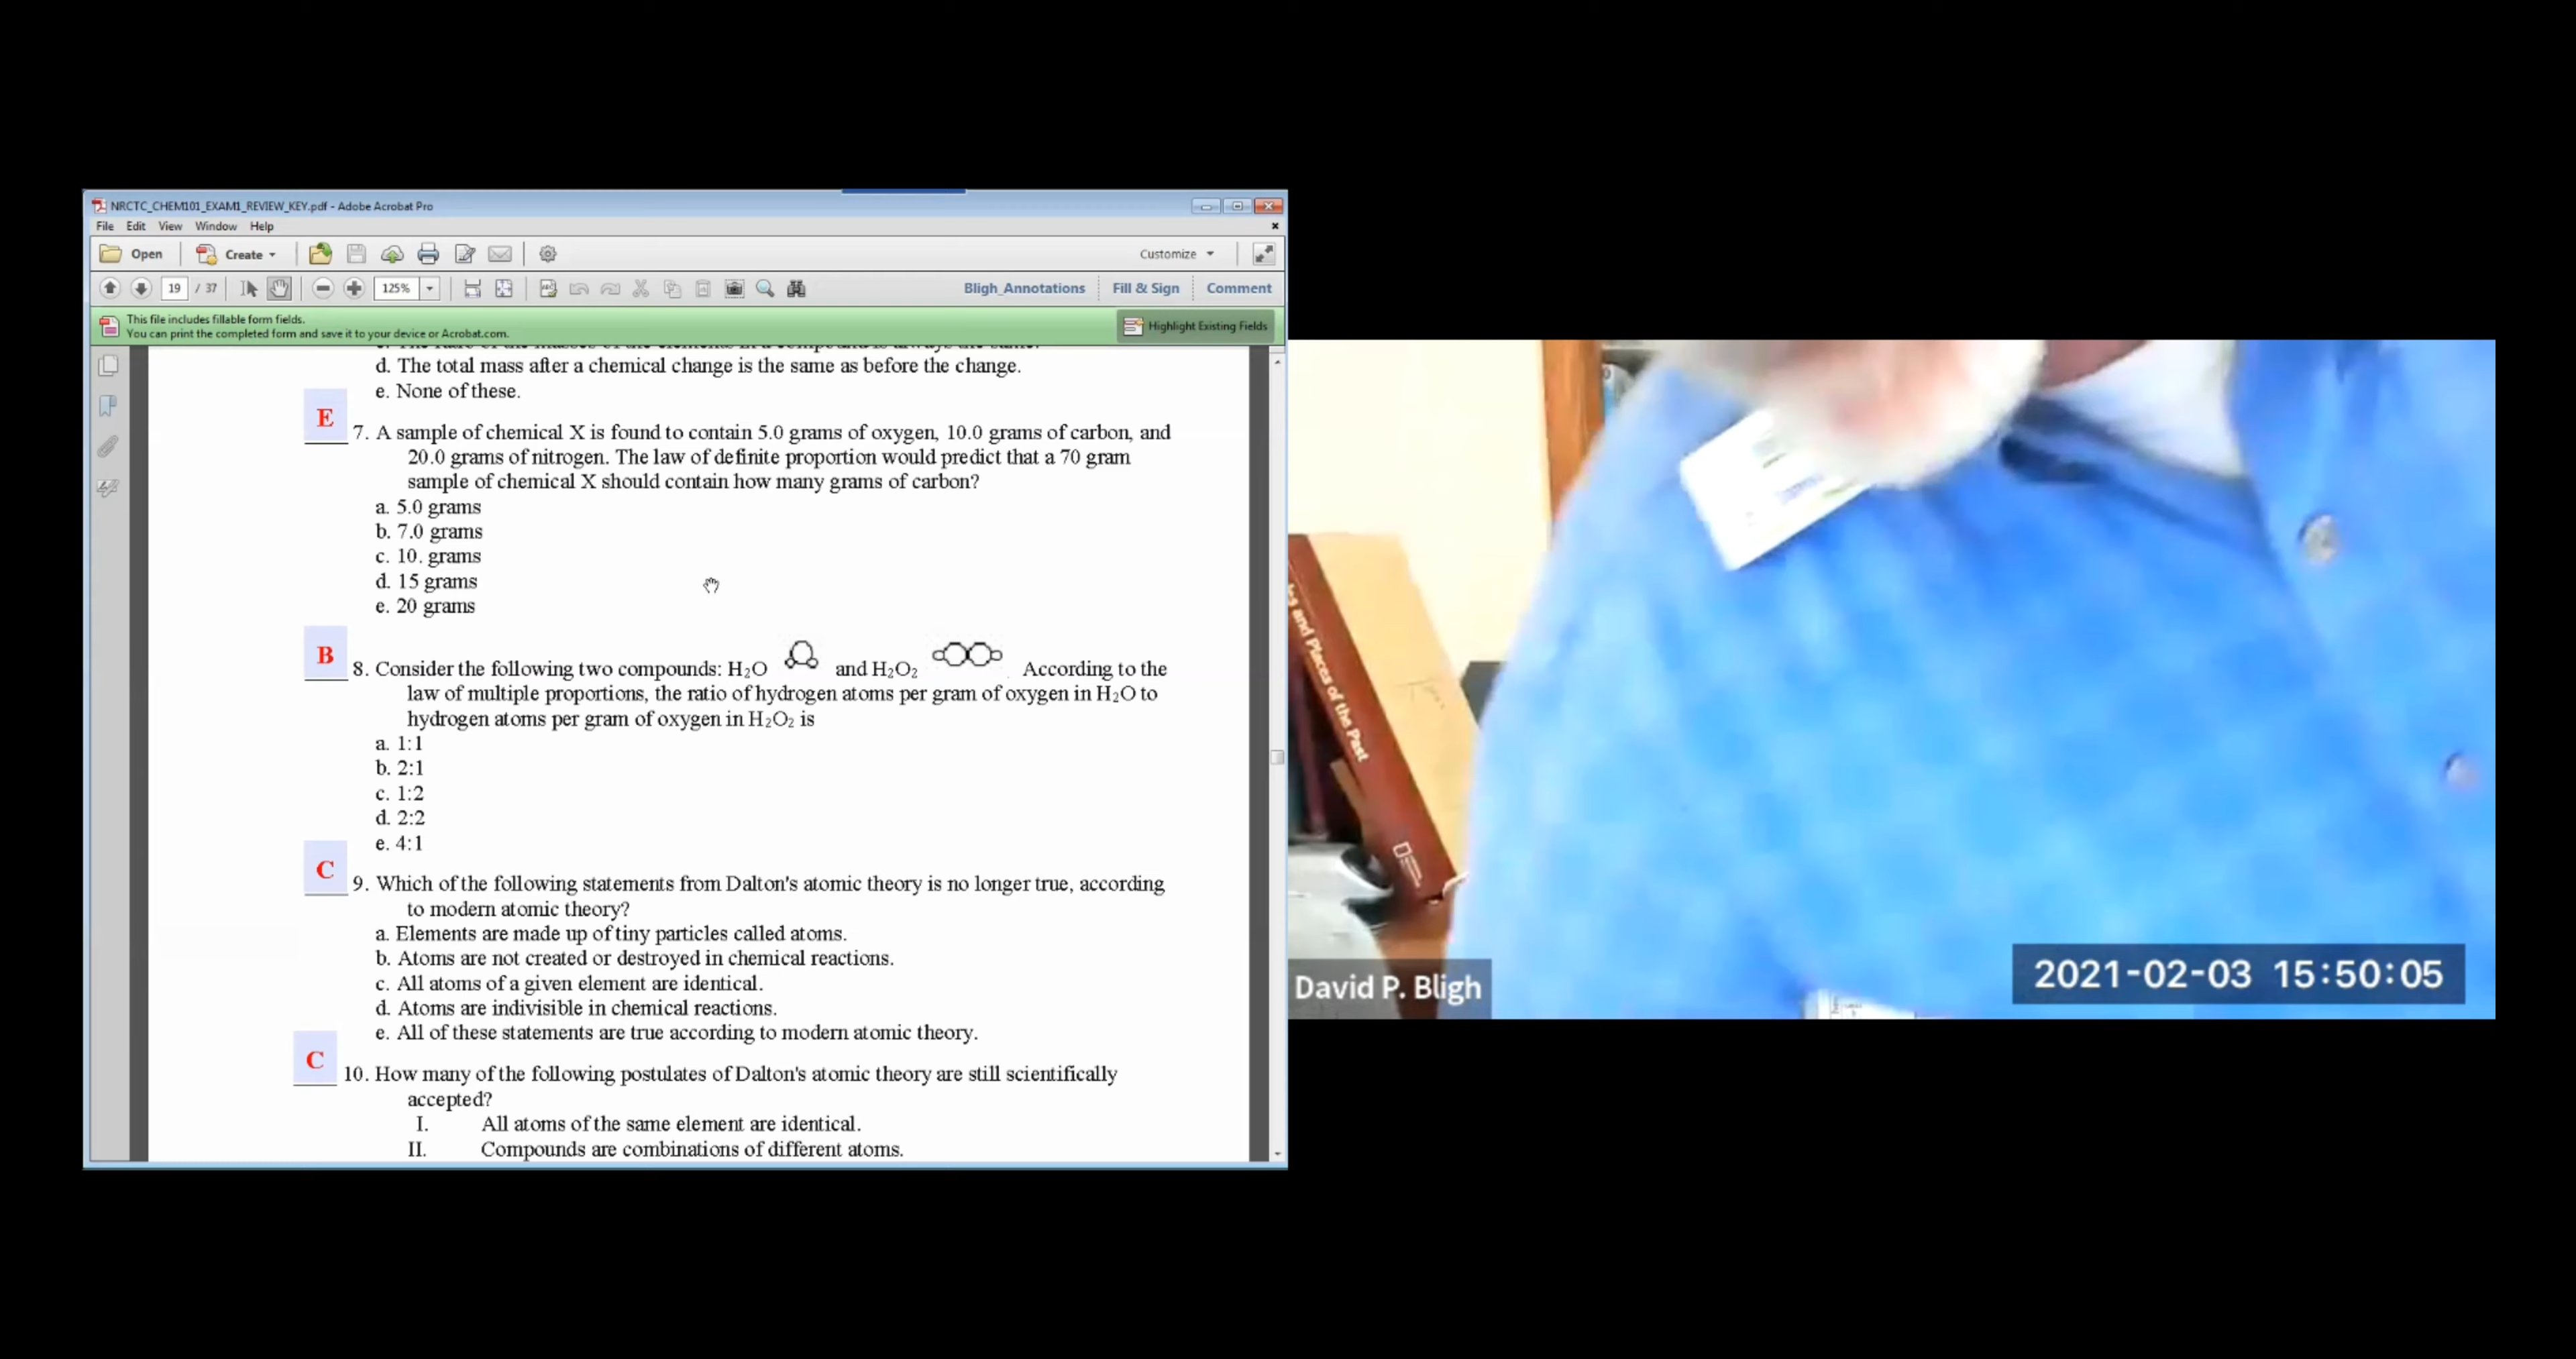 NRCTC_CHEM101_EXAM1_REVIEW_KEY.pdf - Adobe Acrobat Pro
File Edit View Window Help
Open Create Customize
19 / 37 125% Bligh_Annotations Fill & Sign Comment
This file includes fillable form fields.
You can print the completed form and save it to your device or Acrobat.com.
Highlight Existing Fields
d. The total mass after a chemical change is the same as before the change.
e. None of these.
E
7. A sample of chemical X is found to contain 5.0 grams of oxygen, 10.0 grams of carbon, and
20.0 grams of nitrogen. The law of definite proportion would predict that a 70 gram
sample of chemical X should contain how many grams of carbon?
a. 5.0 grams
b. 7.0 grams
c. 10. grams
d. 15 grams
e. 20 grams
B
8. Consider the following two compounds: H₂O and H₂O₂ According to the
law of multiple proportions, the ratio of hydrogen atoms per gram of oxygen in H₂O to
hydrogen atoms per gram of oxygen in H₂O₂ is
a. 1:1
b. 2:1
c. 1:2
d. 2:2
e. 4:1
C
9. Which of the following statements from Dalton's atomic theory is no longer true, according
to modern atomic theory?
a. Elements are made up of tiny particles called atoms.
b. Atoms are not created or destroyed in chemical reactions.
c. All atoms of a given element are identical.
d. Atoms are indivisible in chemical reactions.
e. All of these statements are true according to modern atomic theory.
C
10. How many of the following postulates of Dalton's atomic theory are still scientifically
accepted?
I. All atoms of the same element are identical.
II. Compounds are combinations of different atoms.
and Places of the Past
David P. Bligh
2021-02-03 15:50:05